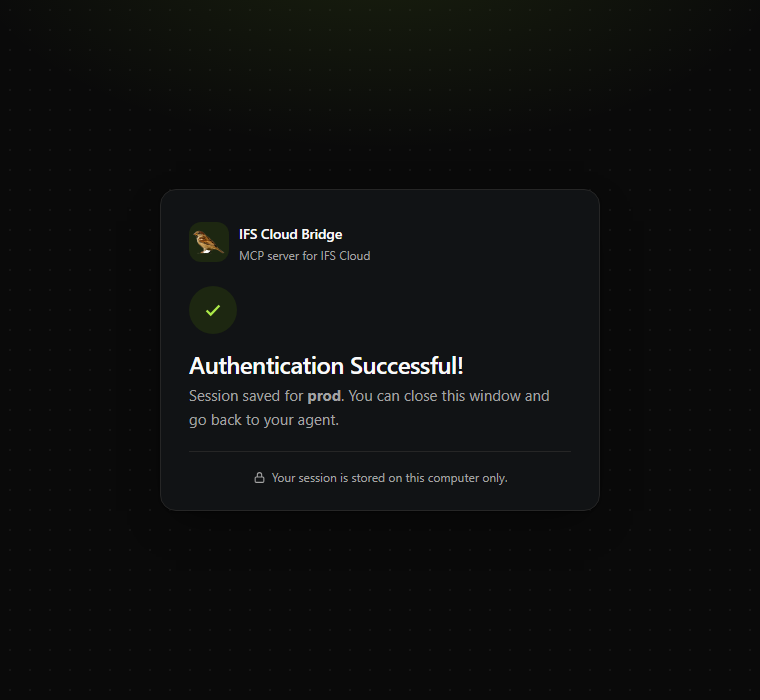 IFS Cloud Bridge
MCP server for IFS Cloud
Authentication Successful!
Session saved for prod. You can close this window and
go back to your agent.
Your session is stored on this computer only.